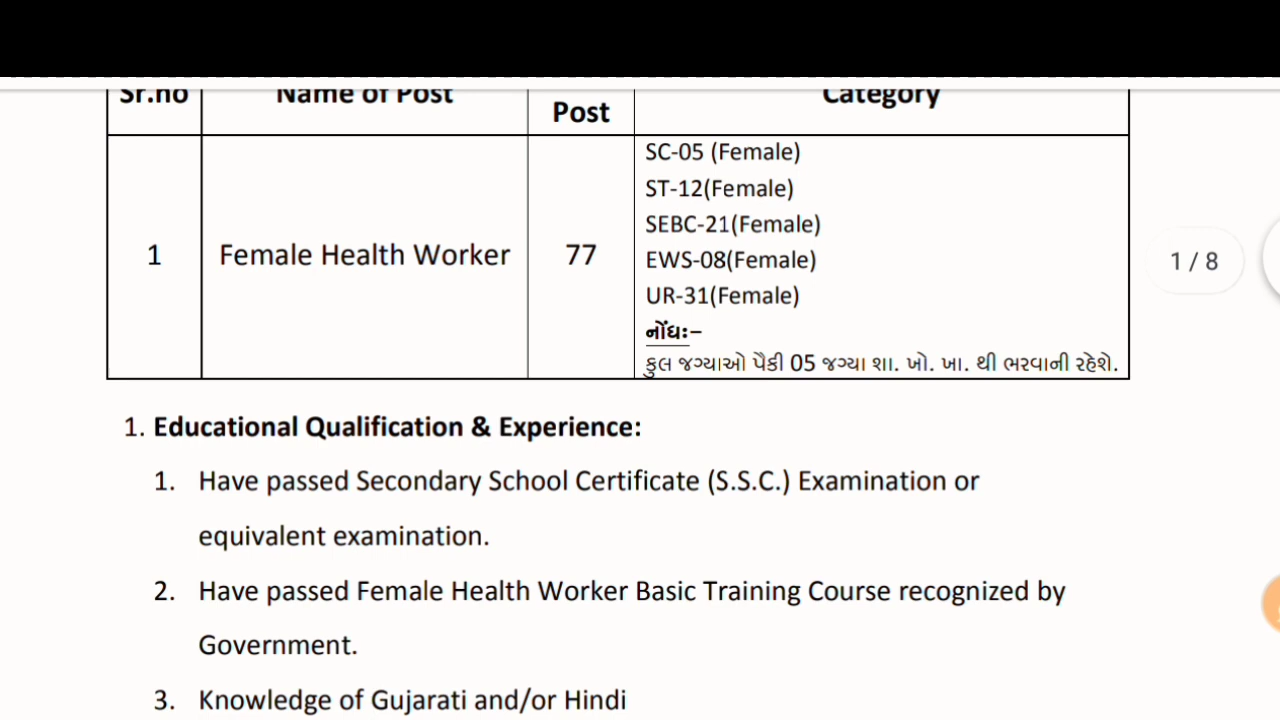 Sr.no Name of Post Post Category
1 Female Health Worker 77
SC-05 (Female)
ST-12(Female)
SEBC-21(Female)
EWS-08(Female)
UR-31(Female)
નોંધઃ–
કુલ જગ્યાઓ પૈકી 05 જગ્યા શા. ખો. ખા. થી ભરવાની રહેશે.
1 / 8
1. Educational Qualification & Experience:
1. Have passed Secondary School Certificate (S.S.C.) Examination or
equivalent examination.
2. Have passed Female Health Worker Basic Training Course recognized by
Government.
3. Knowledge of Gujarati and/or Hindi